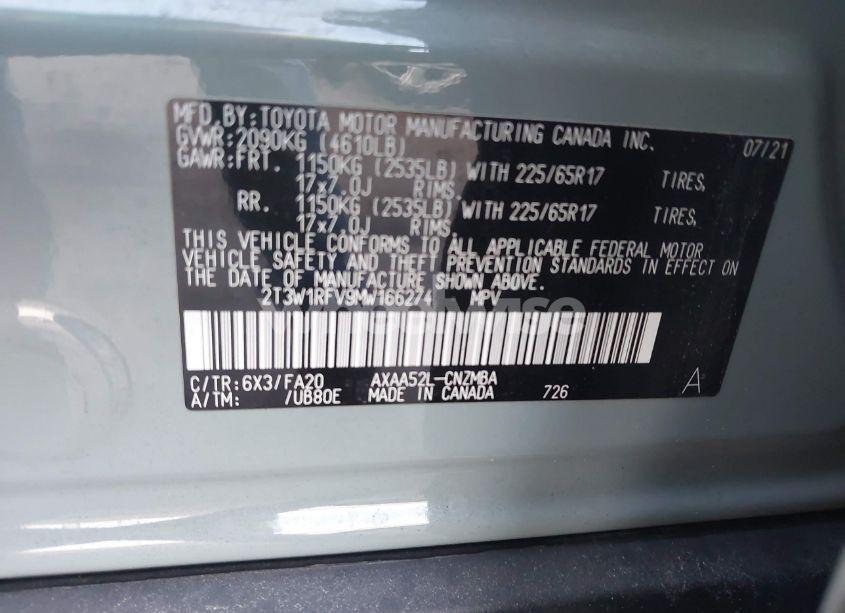 MFD. BY: TOYOTA MOTOR MANUFACTURING CANADA INC. 07/21
GVWR: 2090KG (4610LB)
GAWR: FRT. 1150KG (2535LB) WITH 225/65R17 TIRES,
17x7.0J RIMS,
RR. 1150KG (2535LB) WITH 225/65R17 TIRES,
17x7.0J RIMS.
THIS VEHICLE CONFORMS TO ALL APPLICABLE FEDERAL MOTOR
VEHICLE SAFETY AND THEFT PREVENTION STANDARDS IN EFFECT ON
THE DATE OF MANUFACTURE SHOWN ABOVE.
2T3W1RFV9MW166274 MPV
C/TR: 6X3/FA20 AXAA52L-CNZMBA
A/TM: /UB80E MADE IN CANADA 726 A